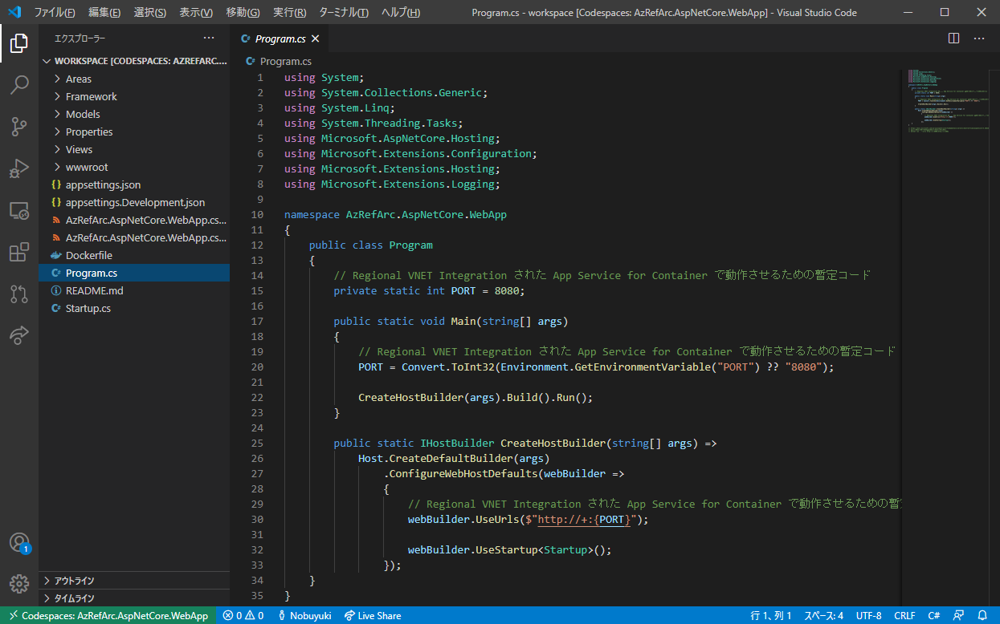 ファイル(F) 編集(E) 選択(S) 表示(V) 移動(G) 実行(R) ターミナル(T) ヘルプ(H) Program.cs - workspace [Codespaces: AzRefArc.AspNetCore.WebApp] - Visual Studio Code
エクスプローラー
WORKSPACE [CODESPACES: AZREFARC....
Areas
Framework
Models
Properties
Views
wwwroot
appsettings.json
appsettings.Development.json
AzRefArc.AspNetCore.WebApp.cs...
AzRefArc.AspNetCore.WebApp.cs...
Dockerfile
Program.cs
README.md
Startup.cs
アウトライン
タイムライン
1
Program.cs
Program.cs
1 using System;
2 using System.Collections.Generic;
3 using System.Linq;
4 using System.Threading.Tasks;
5 using Microsoft.AspNetCore.Hosting;
6 using Microsoft.Extensions.Configuration;
7 using Microsoft.Extensions.Hosting;
8 using Microsoft.Extensions.Logging;
9
10 namespace AzRefArc.AspNetCore.WebApp
11 {
12 public class Program
13 {
14 // Regional VNET Integration された App Service for Container で動作させるための暫定コード
15 private static int PORT = 8080;
16
17 public static void Main(string[] args)
18 {
19 // Regional VNET Integration された App Service for Container で動作させるための暫定コード
20 PORT = Convert.ToInt32(Environment.GetEnvironmentVariable("PORT") ?? "8080");
21
22 CreateHostBuilder(args).Build().Run();
23 }
24
25 public static IHostBuilder CreateHostBuilder(string[] args) =>
26 Host.CreateDefaultBuilder(args)
27 .ConfigureWebHostDefaults(webBuilder =>
28 {
29 // Regional VNET Integration された App Service for Container で動作させるための暫
30 webBuilder.UseUrls($"http://+:{PORT}");
31
32 webBuilder.UseStartup<Startup>();
33 });
34 }
35 }
Codespaces: AzRefArc.AspNetCore.WebApp 0 0 Nobuyuki Live Share 行 1、列 1 スペース: 4 UTF-8 CRLF C#